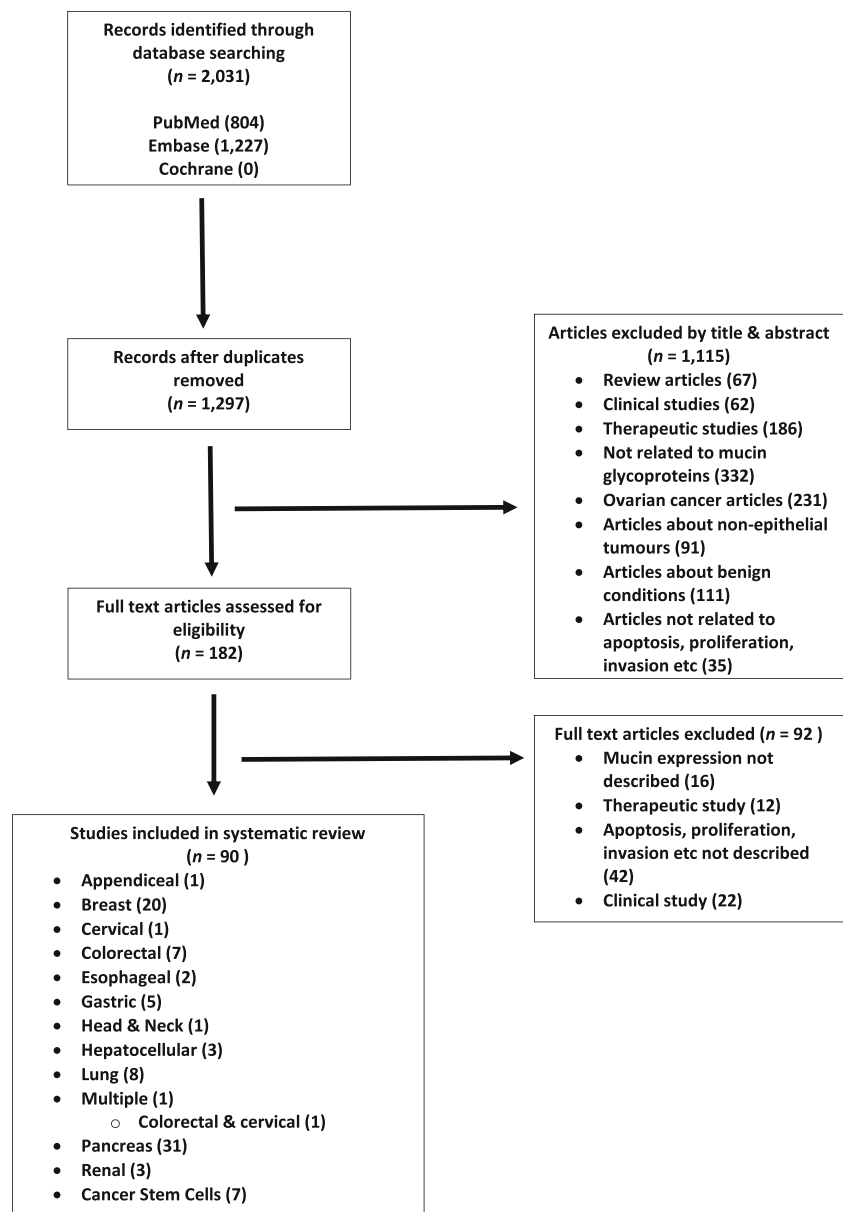 Records identified through
database searching
(n = 2,031)
PubMed (804)
Embase (1,227)
Cochrane (0)
Records after duplicates
removed
(n = 1,297)
Articles excluded by title & abstract
(n = 1,115)
• Review articles (67)
• Clinical studies (62)
• Therapeutic studies (186)
• Not related to mucin
glycoproteins (332)
• Ovarian cancer articles (231)
• Articles about non-epithelial
tumours (91)
• Articles about benign
conditions (111)
• Articles not related to
apoptosis, proliferation,
invasion etc (35)
Full text articles assessed for
eligibility
(n = 182)
Full text articles excluded (n = 92 )
• Mucin expression not
described (16)
• Therapeutic study (12)
• Apoptosis, proliferation,
invasion etc not described
(42)
• Clinical study (22)
Studies included in systematic review
(n = 90 )
• Appendiceal (1)
• Breast (20)
• Cervical (1)
• Colorectal (7)
• Esophageal (2)
• Gastric (5)
• Head & Neck (1)
• Hepatocellular (3)
• Lung (8)
• Multiple (1)
o Colorectal & cervical (1)
• Pancreas (31)
• Renal (3)
• Cancer Stem Cells (7)